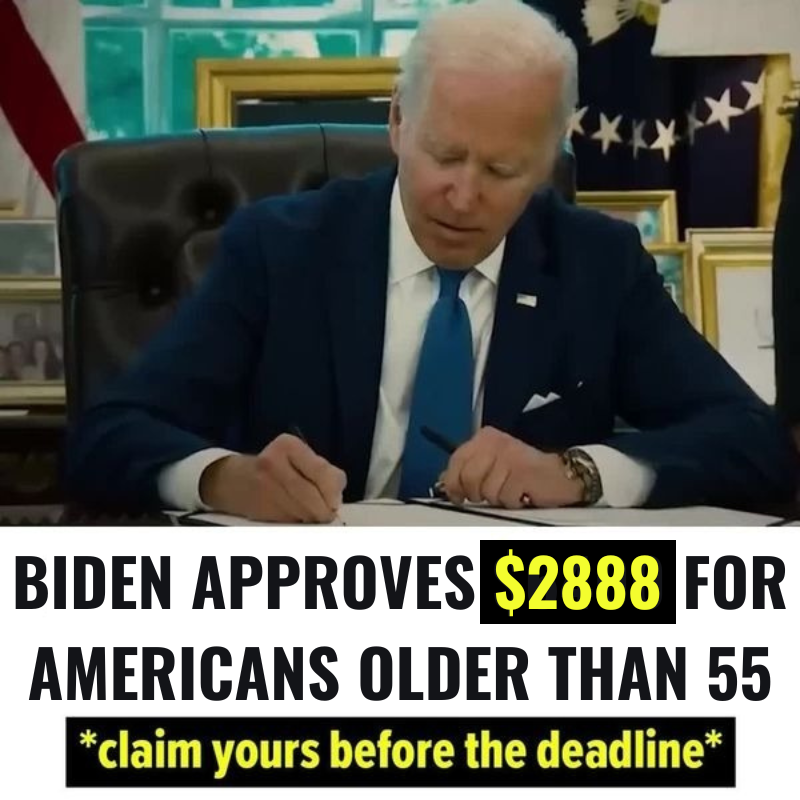 BIDEN APPROVES $2888 FOR
AMERICANS OLDER THAN 55
*claim yours before the deadline*